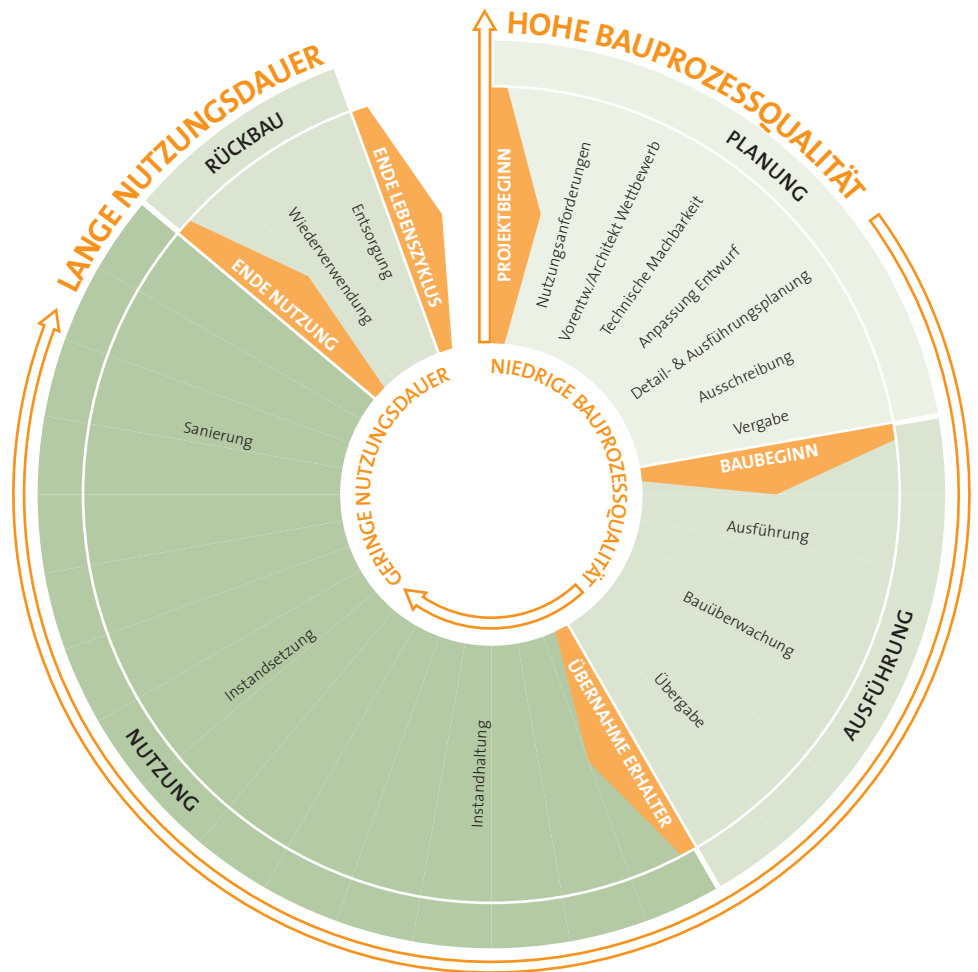 HOHE BAUPROZESSQUALITÄT
LANGE NUTZUNGSDAUER
PLANUNG
PROJEKTBEGINN
Nutzungsanforderungen
Vorentw./Architekt Wettbewerb
Technische Machbarkeit
Anpassung Entwurf
Detail- & Ausführungsplanung
Ausschreibung
Vergabe
BAUBEGINN
AUSFÜHRUNG
Ausführung
Bauüberwachung
Übergabe
ÜBERNAHME ERHALTER
NUTZUNG
Instandhaltung
Instandsetzung
Sanierung
ENDE NUTZUNG
RÜCKBAU
Wiederverwendung
Entsorgung
ENDE LEBENSZYKLUS
NIEDRIGE BAUPROZESSQUALITÄT
GERINGE NUTZUNGSDAUER